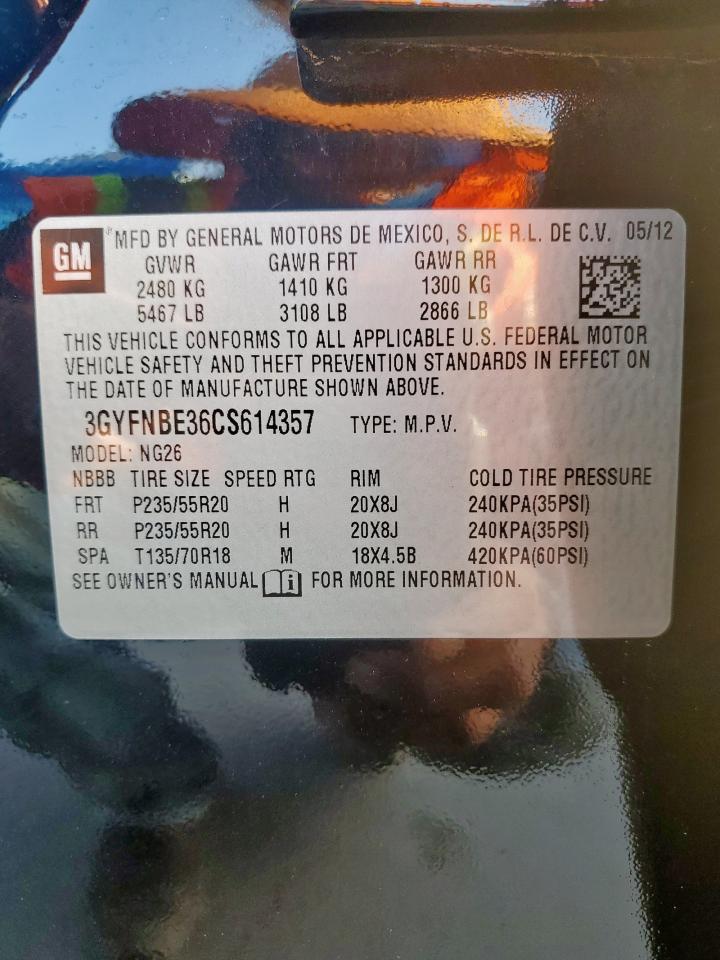 GM
MFD BY GENERAL MOTORS DE MEXICO, S. DE R.L. DE C.V. 05/12
GVWR GAWR FRT GAWR RR
2480 KG 1410 KG 1300 KG
5467 LB 3108 LB 2866 LB
THIS VEHICLE CONFORMS TO ALL APPLICABLE U.S. FEDERAL MOTOR
VEHICLE SAFETY AND THEFT PREVENTION STANDARDS IN EFFECT ON
THE DATE OF MANUFACTURE SHOWN ABOVE.
3GYFNBE36CS614357 TYPE: M.P.V.
MODEL: NG26
NBBB TIRE SIZE SPEED RTG RIM COLD TIRE PRESSURE
FRT P235/55R20 H 20X8J 240KPA(35PSI)
RR P235/55R20 H 20X8J 240KPA(35PSI)
SPA T135/70R18 M 18X4.5B 420KPA(60PSI)
SEE OWNER'S MANUAL FOR MORE INFORMATION.